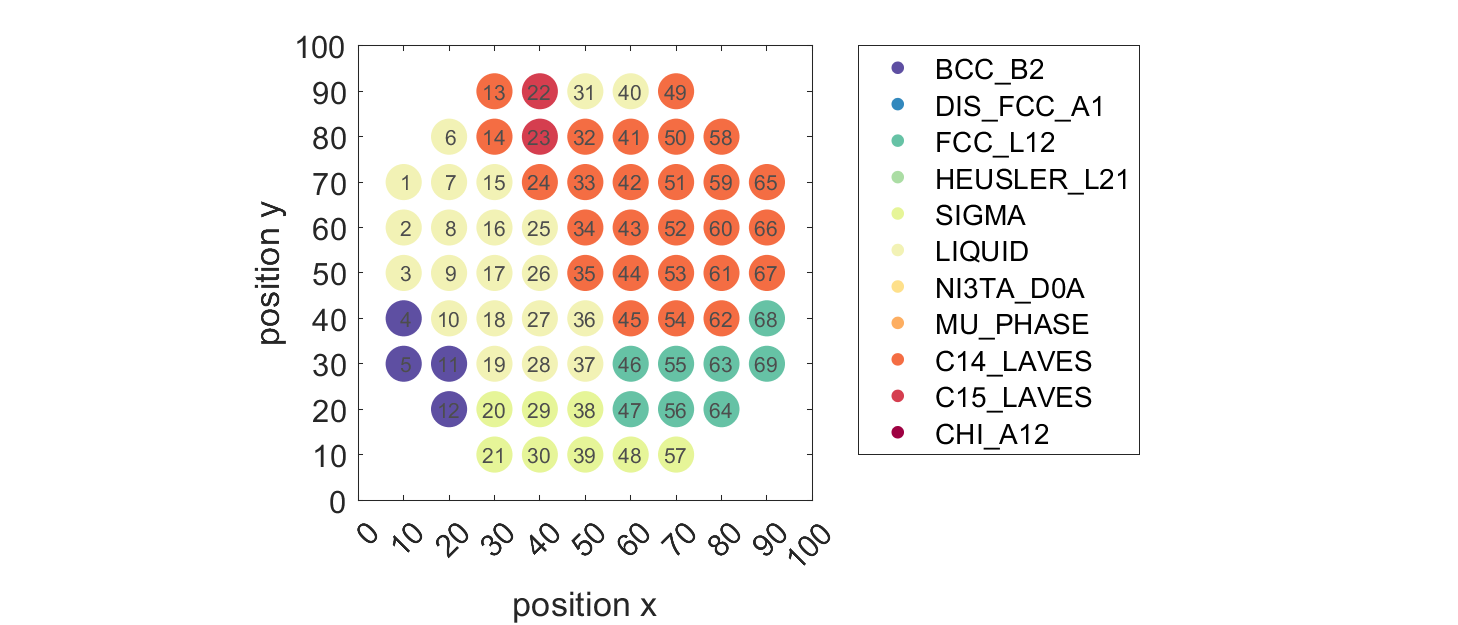 100
90 13 22 31 40 49
80 6 14 23 32 41 50 58
70 1 7 15 24 33 42 51 59 65
60 2 8 16 25 34 43 52 60 66
50 3 9 17 26 35 44 53 61 67
40 4 10 18 27 36 45 54 62 68
30 5 11 19 28 37 46 55 63 69
20 12 20 29 38 47 56 64
10 21 30 39 48 57
0
0 10 20 30 40 50 60 70 80 90 100
position x
position y
BCC_B2
DIS_FCC_A1
FCC_L12
HEUSLER_L21
SIGMA
LIQUID
NI3TA_D0A
MU_PHASE
C14_LAVES
C15_LAVES
CHI_A12